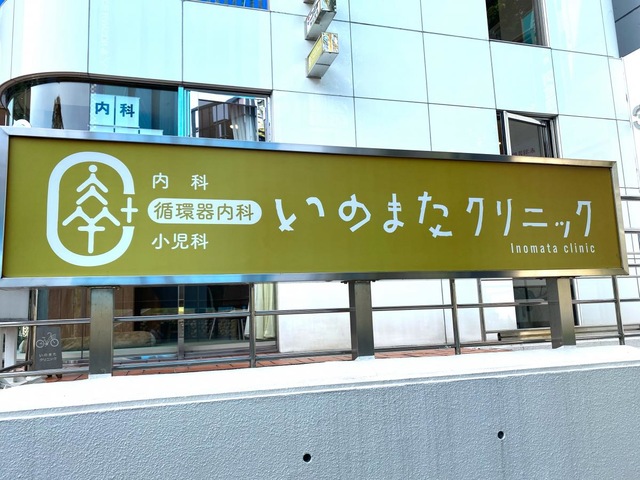 内科
内科
循環器内科
小児科
いのまたクリニック
Inomata clinic